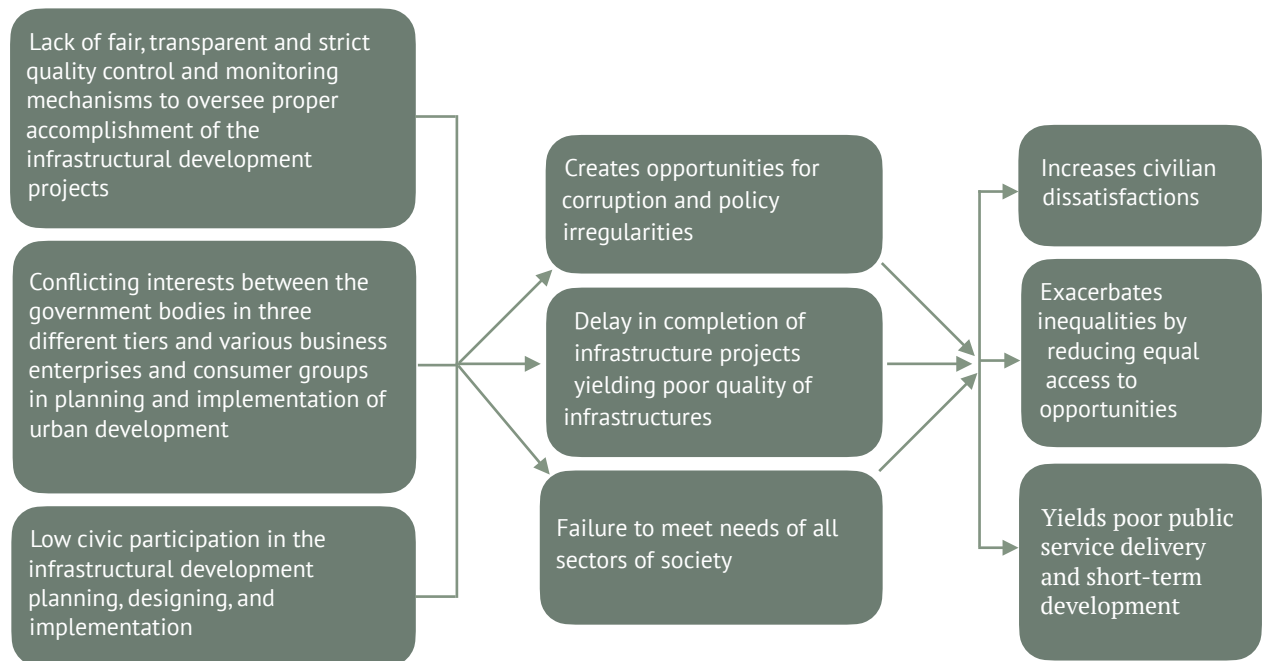 Lack of fair, transparent and strict
quality control and monitoring
mechanisms to oversee proper
accomplishment of the
infrastructural development
projects
Conflicting interests between the
government bodies in three
different tiers and various business
enterprises and consumer groups
in planning and implementation of
urban development
Low civic participation in the
infrastructural development
planning, designing, and
implementation
Creates opportunities for
corruption and policy
irregularities
Delay in completion of
infrastructure projects
yielding poor quality of
infrastructures
Failure to meet needs of all
sectors of society
Increases civilian
dissatisfactions
Exacerbates
inequalities by
reducing equal
access to
opportunities
Yields poor public
service delivery
and short-term
development